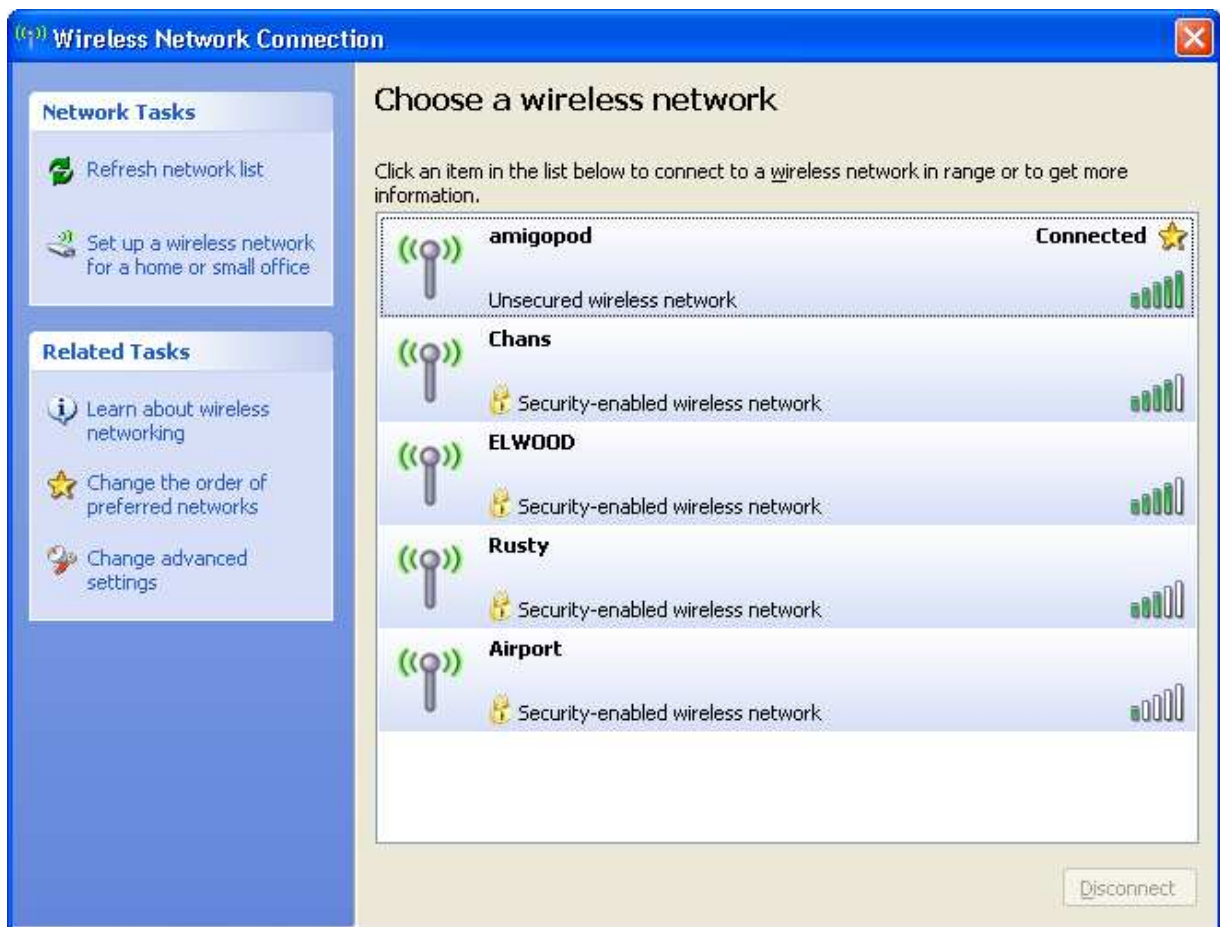 Wireless Network Connection
Network Tasks
Refresh network list
Set up a wireless network
for a home or small office
Related Tasks
Learn about wireless
networking
Change the order of
preferred networks
Change advanced
settings
Choose a wireless network
Click an item in the list below to connect to a wireless network in range or to get more
information.
amigopod Connected
Unsecured wireless network
Chans
Security-enabled wireless network
ELWOOD
Security-enabled wireless network
Rusty
Security-enabled wireless network
Airport
Security-enabled wireless network
Disconnect